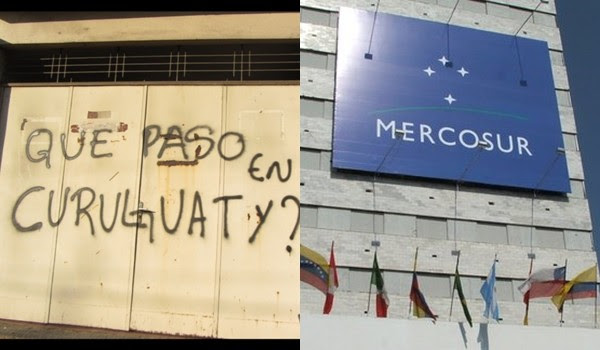 QUE PASO EN
CURUGUATY?
MERCOSUR